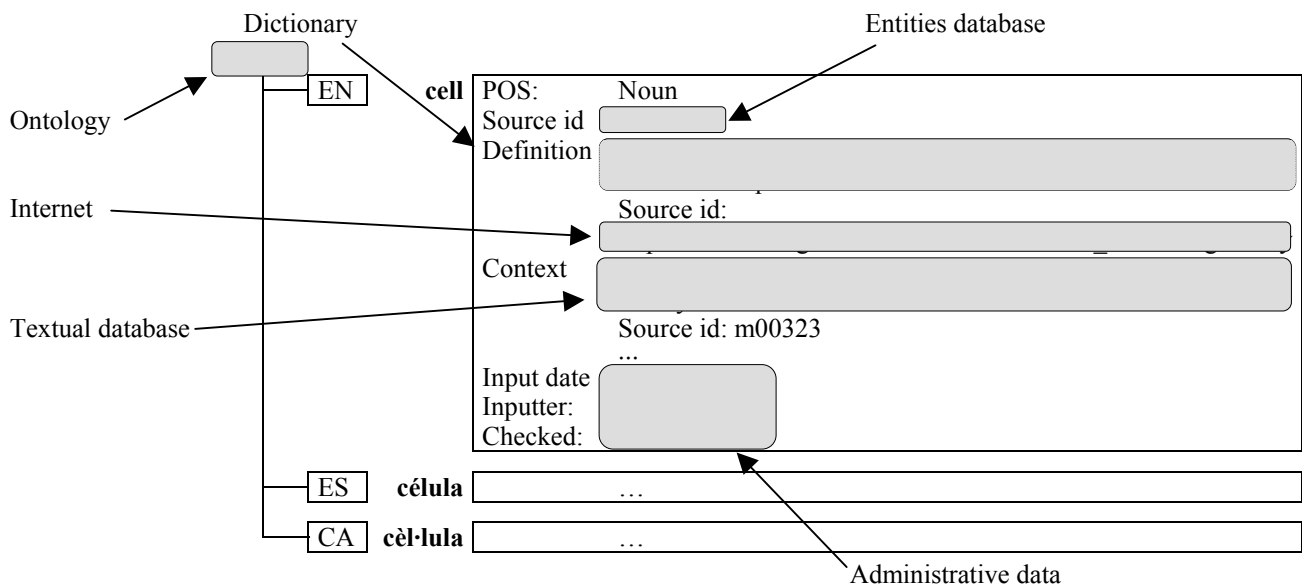 Dictionary
Entities database
EN
cell
POS:
Noun
Ontology
Source id
Definition
Internet
Source id:
Context
Textual database
Source id: m00323
...
Input date
Inputter:
Checked:
ES
célula
…
CA
cèl·lula
…
Administrative data